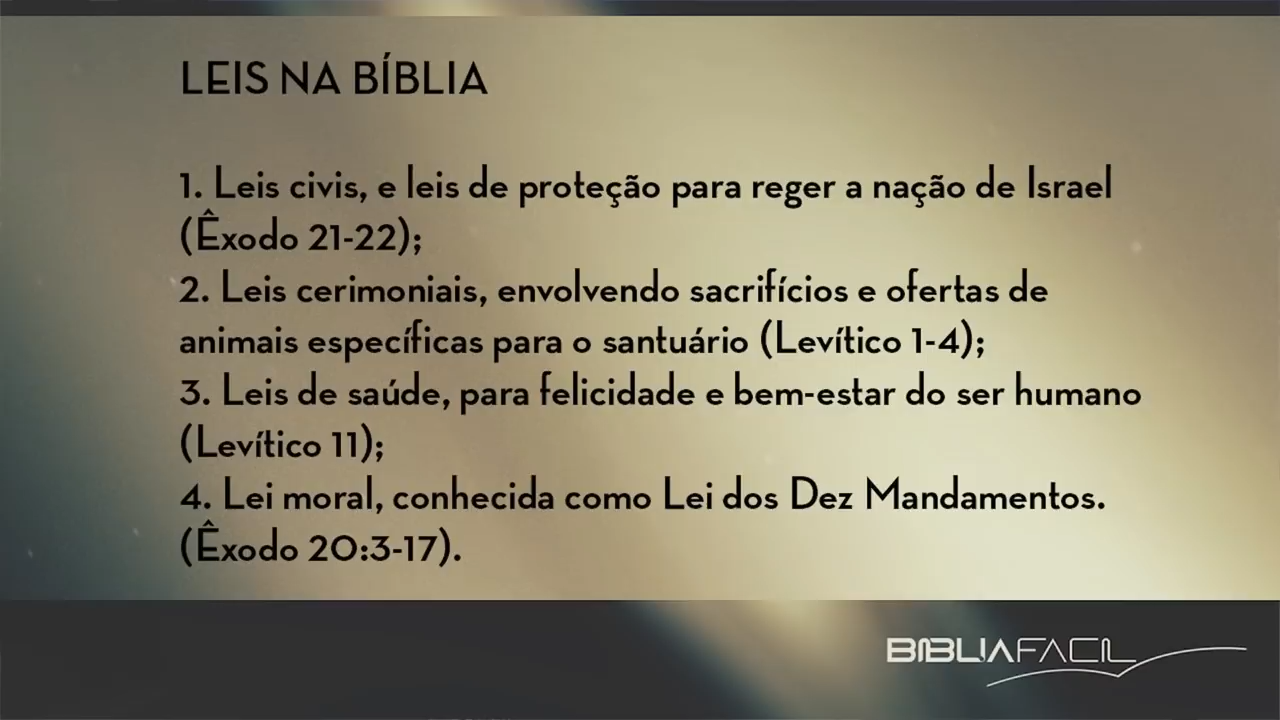 LEIS NA BÍBLIA
1. Leis civis, e leis de proteção para reger a nação de Israel
(Êxodo 21-22);
2. Leis cerimoniais, envolvendo sacrifícios e ofertas de
animais específicas para o santuário (Levítico 1-4);
3. Leis de saúde, para felicidade e bem-estar do ser humano
(Levítico 11);
4. Lei moral, conhecida como Lei dos Dez Mandamentos.
(Êxodo 20:3-17).
BIBLIAFACIL